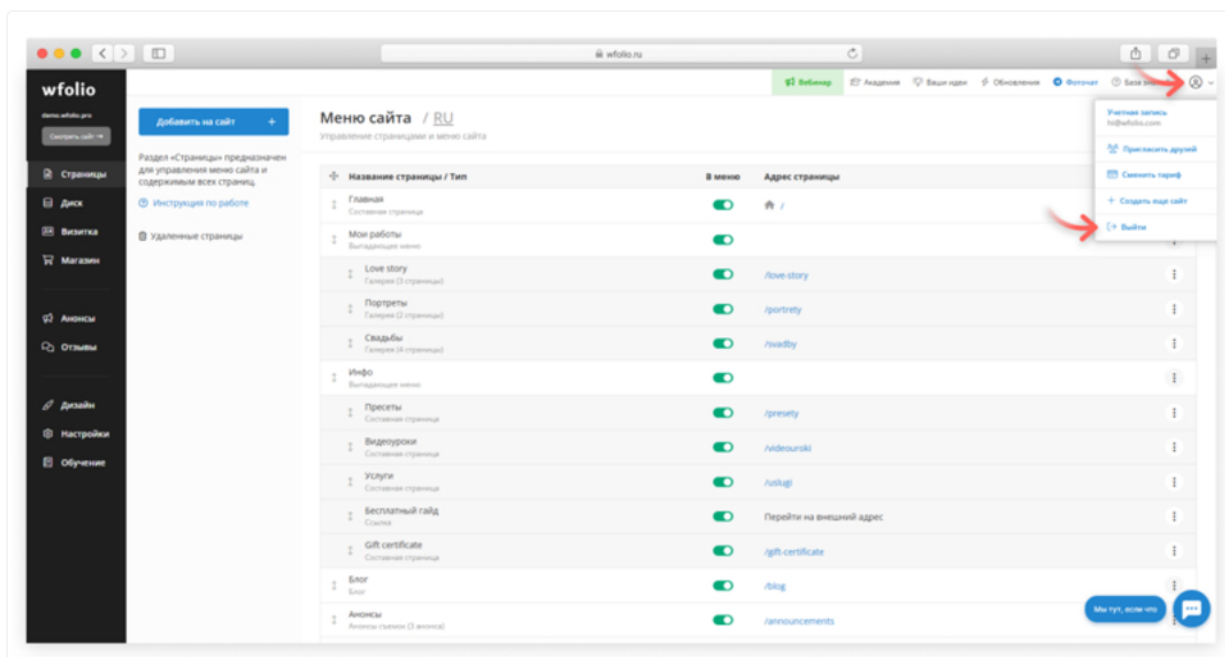 wfolio.ru
wfolio
demo.wfolio.pro
Смотреть сайт →
Страницы
Диск
Визитка
Магазин
Анонсы
Отзывы
Дизайн
Настройки
Обучение
Добавить на сайт +
Раздел «Страницы» предназначен
для управления меню сайта и
содержимым всех страниц.
Инструкция по работе
Удаленные страницы
Вебинар Академия Ваши идеи Обновления Фоточат База
Учетная запись
hi@wfolio.com
Пригласить друзей
Сменить тариф
+ Создать еще сайт
Выйти
Меню сайта / RU
Управление страницами и меню сайта
Название страницы / Тип В меню Адрес страницы
Главная
Составная страница
/
Мои работы
Выпадающее меню
Love story
Галерея (3 страницы)
/love-story
Портреты
Галерея (2 страницы)
/portrety
Свадьбы
Галерея (4 страницы)
/svadby
Инфо
Выпадающее меню
Пресеты
Составная страница
/presety
Видеоуроки
Составная страница
/videouroki
Услуги
Составная страница
/uslugi
Бесплатный гайд
Ссылка
Перейти на внешний адрес
Gift certificate
Составная страница
/gift-certificate
Блог
Блог
/blog
Анонсы
Анонсы съемок (3 анонса)
/announcements
Мы тут, если что